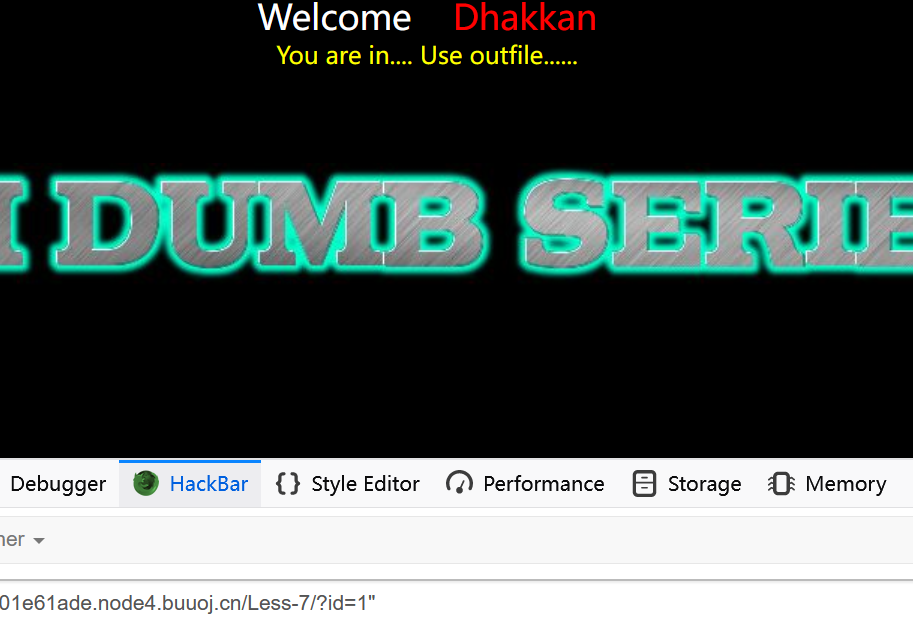 Welcome Dhakkan
You are in.... Use outfile......
I DUMB SERIE
Debugger HackBar Style Editor Performance Storage Memory
her
01e61ade.node4.buuoj.cn/Less-7/?id=1"